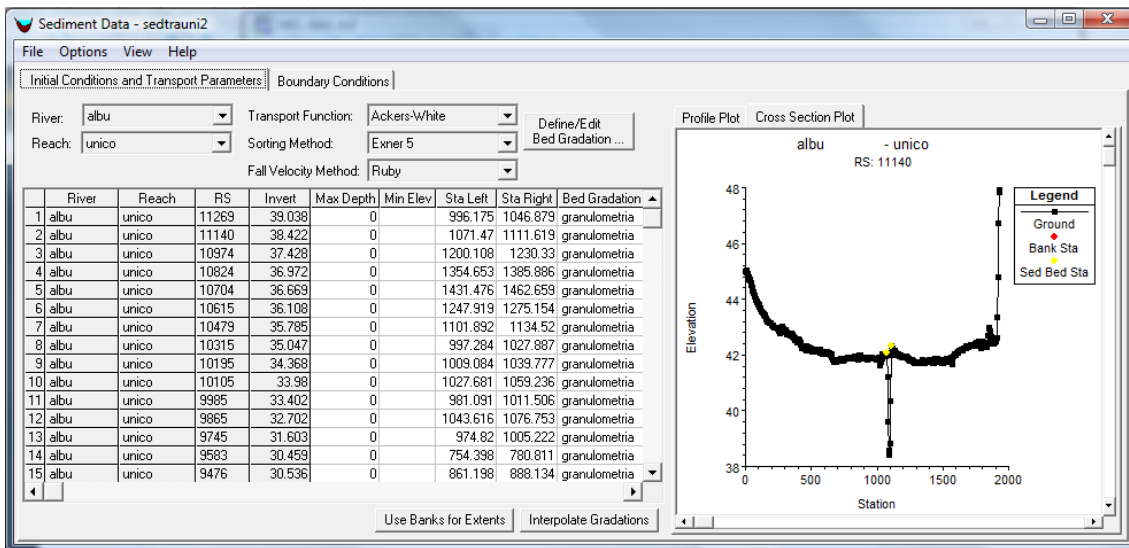 Sediment Data - sedtrauni2
File Options View Help
Initial Conditions and Transport Parameters Boundary Conditions
River: albu Transport Function: Ackers-White Define/Edit Bed Gradation ...
Reach: unico Sorting Method: Exner 5
Fall Velocity Method: Ruby
River Reach RS Invert Max Depth Min Elev Sta Left Sta Right Bed Gradation
1 albu unico 11269 39.038 0 996.175 1046.879 granulometria
2 albu unico 11140 38.422 0 1071.47 1111.619 granulometria
3 albu unico 10974 37.428 0 1200.108 1230.33 granulometria
4 albu unico 10824 36.972 0 1354.653 1385.886 granulometria
5 albu unico 10704 36.669 0 1431.476 1462.659 granulometria
6 albu unico 10615 36.108 0 1247.919 1275.154 granulometria
7 albu unico 10479 35.785 0 1101.892 1134.52 granulometria
8 albu unico 10315 35.047 0 997.284 1027.887 granulometria
9 albu unico 10195 34.368 0 1009.084 1039.777 granulometria
10 albu unico 10105 33.98 0 1027.681 1059.236 granulometria
11 albu unico 9985 33.402 0 981.091 1011.506 granulometria
12 albu unico 9865 32.702 0 1043.616 1076.753 granulometria
13 albu unico 9745 31.603 0 974.82 1005.222 granulometria
14 albu unico 9583 30.459 0 754.398 780.811 granulometria
15 albu unico 9476 30.536 0 861.198 888.134 granulometria
Use Banks for Extents Interpolate Gradations
Profile Plot Cross Section Plot
albu - unico
RS: 11140
48
46
44
42
40
38
Elevation
0 500 1000 1500 2000
Station
Legend
Ground
Bank Sta
Sed Bed Sta